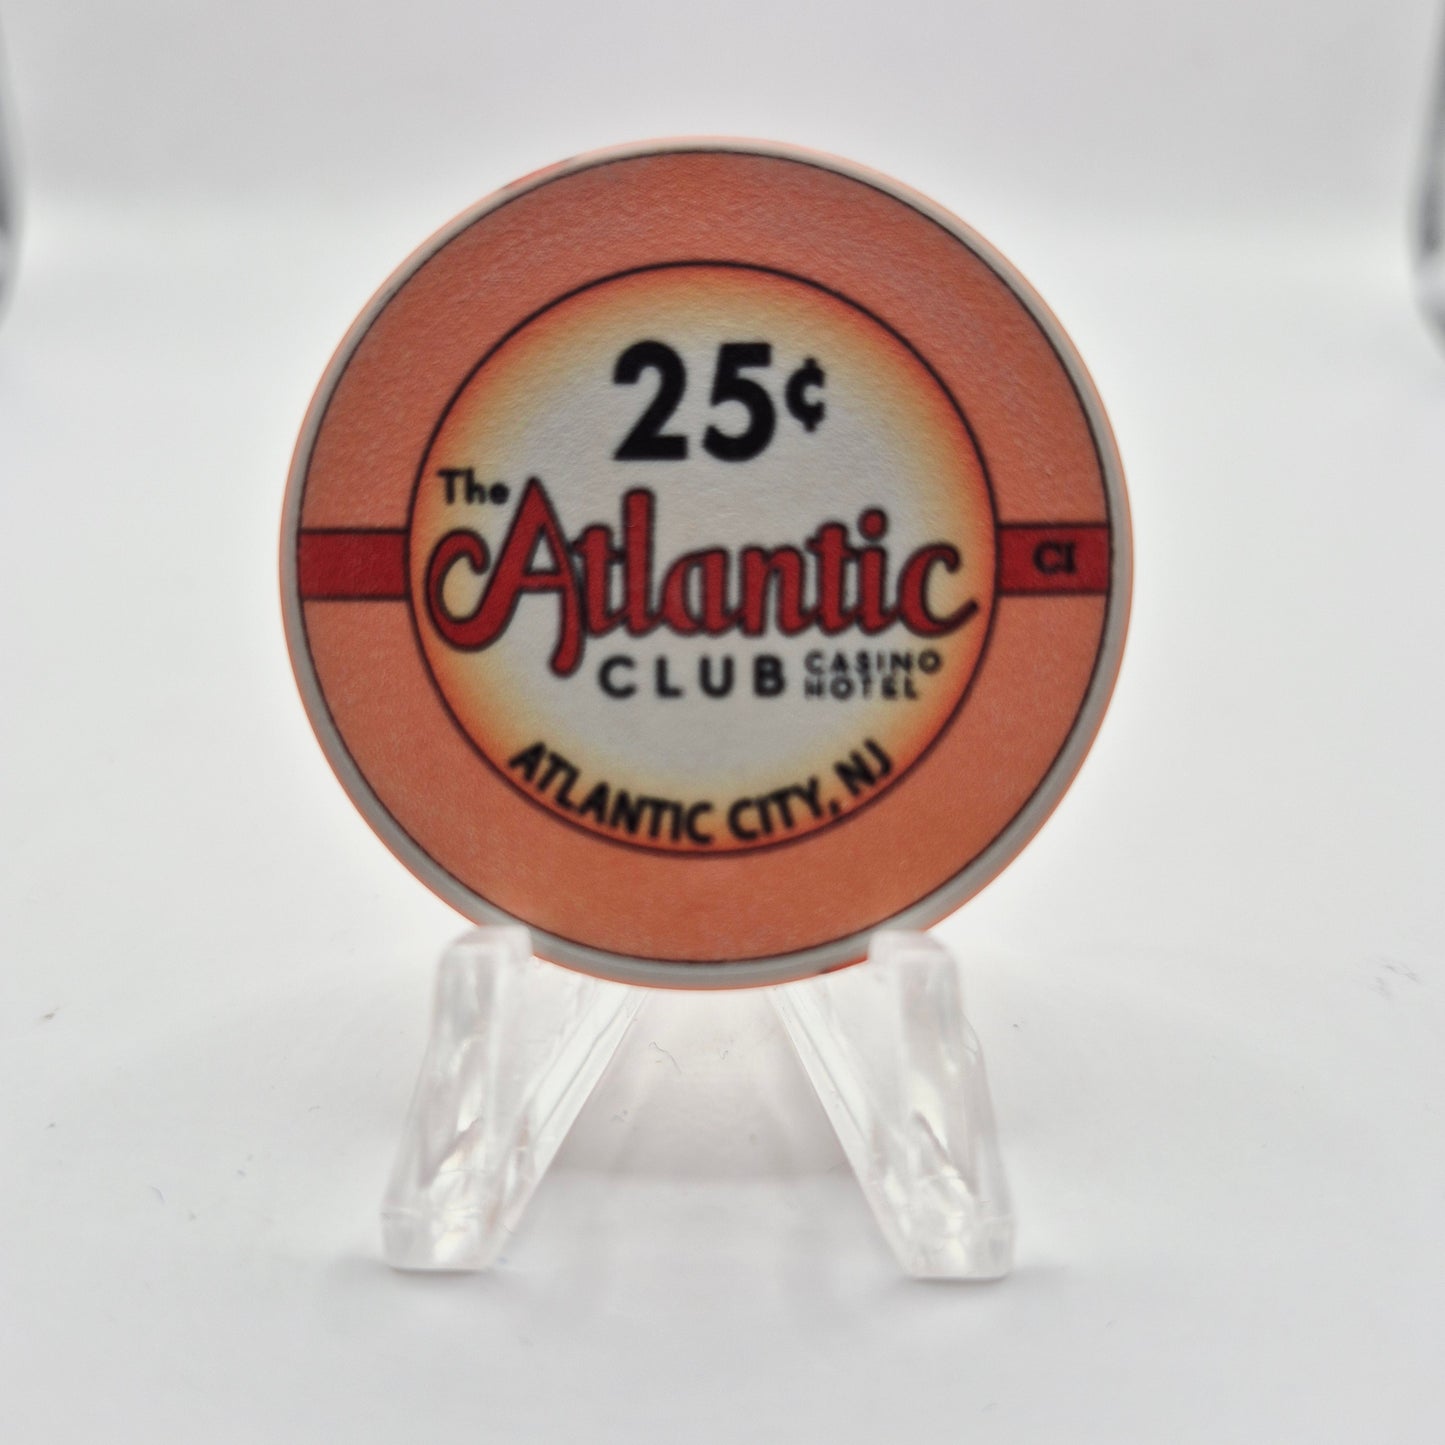 25¢
The
Atlantic
CI
CLUB CASINO
HOTEL
ATLANTIC CITY, NJ